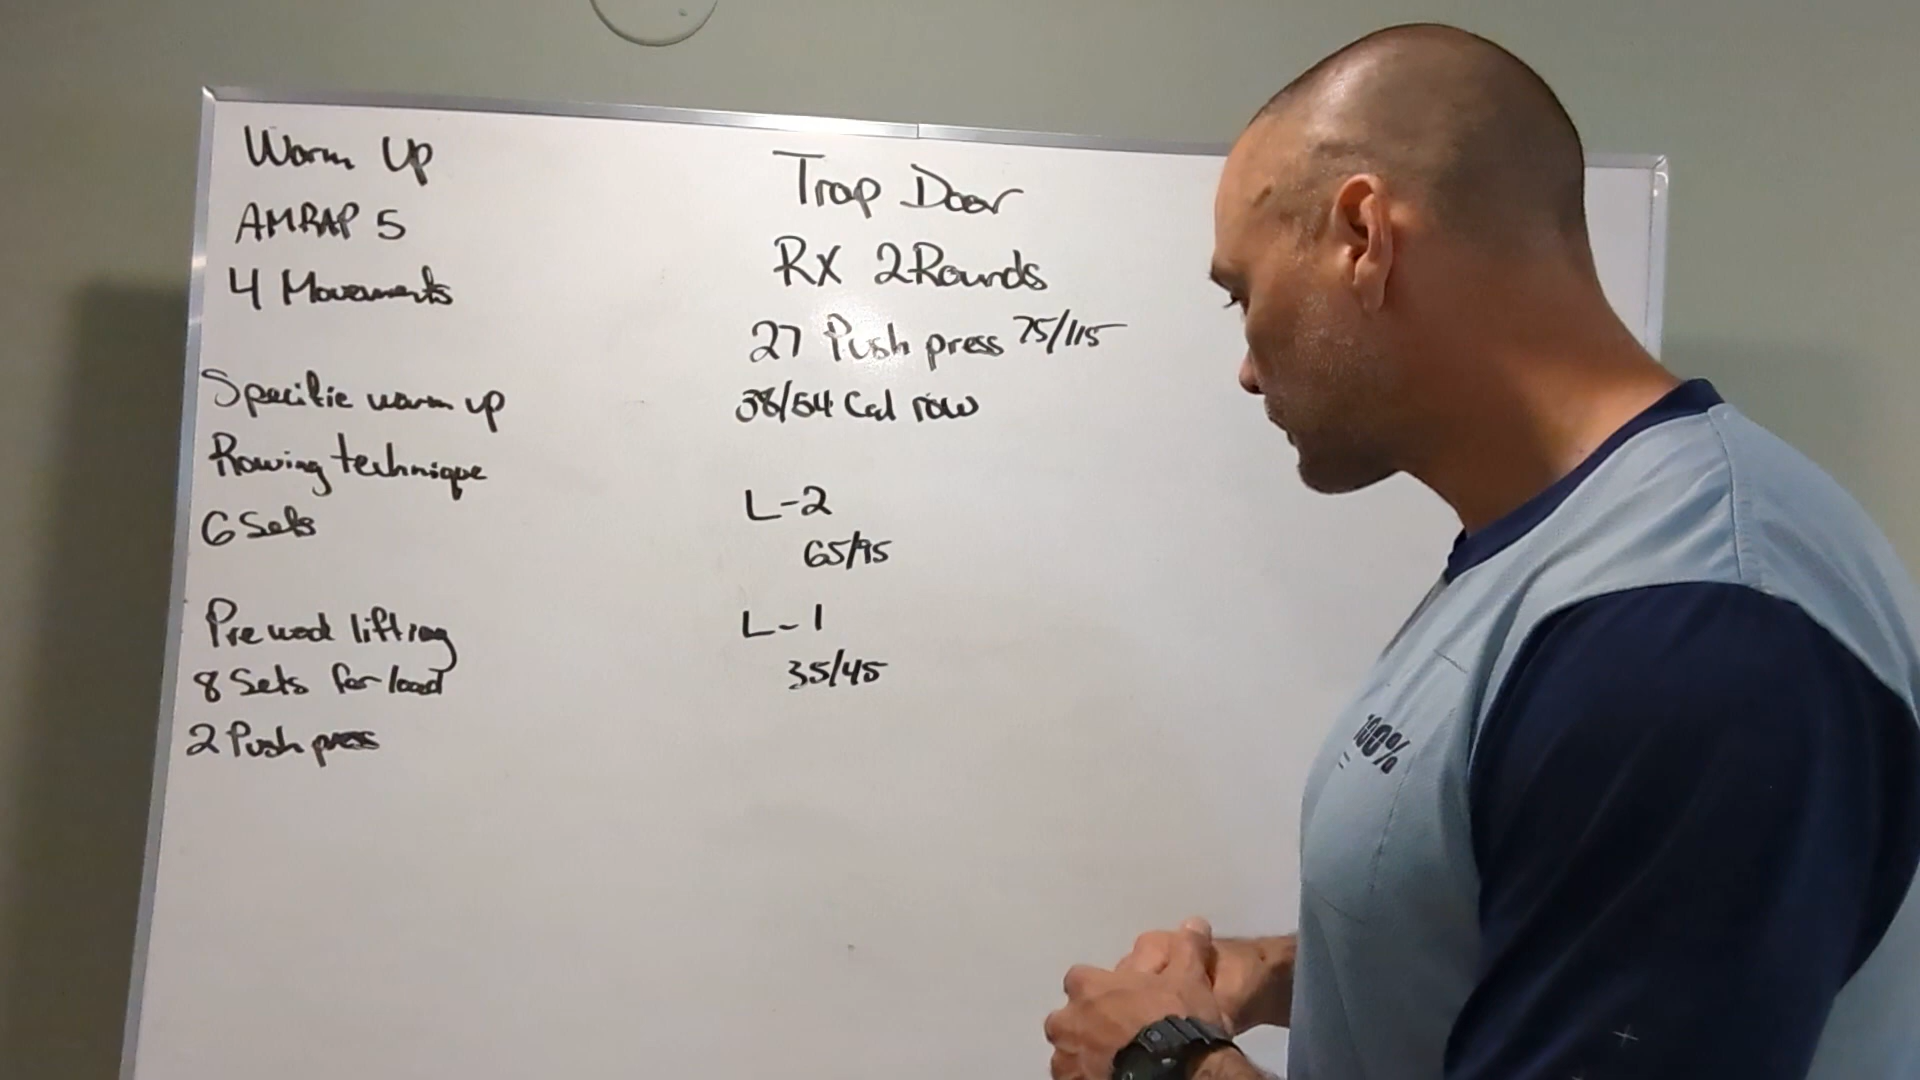 Warm Up
AMRAP 5
4 Movements
Specific warm up
Rowing technique
6 Sets
Pre wod lifting
8 Sets for load
2 Push press
Trap Door
RX 2 Rounds
27 Push press 75/115
38/54 Cal row
L-2
65/95
L-1
35/45
100%